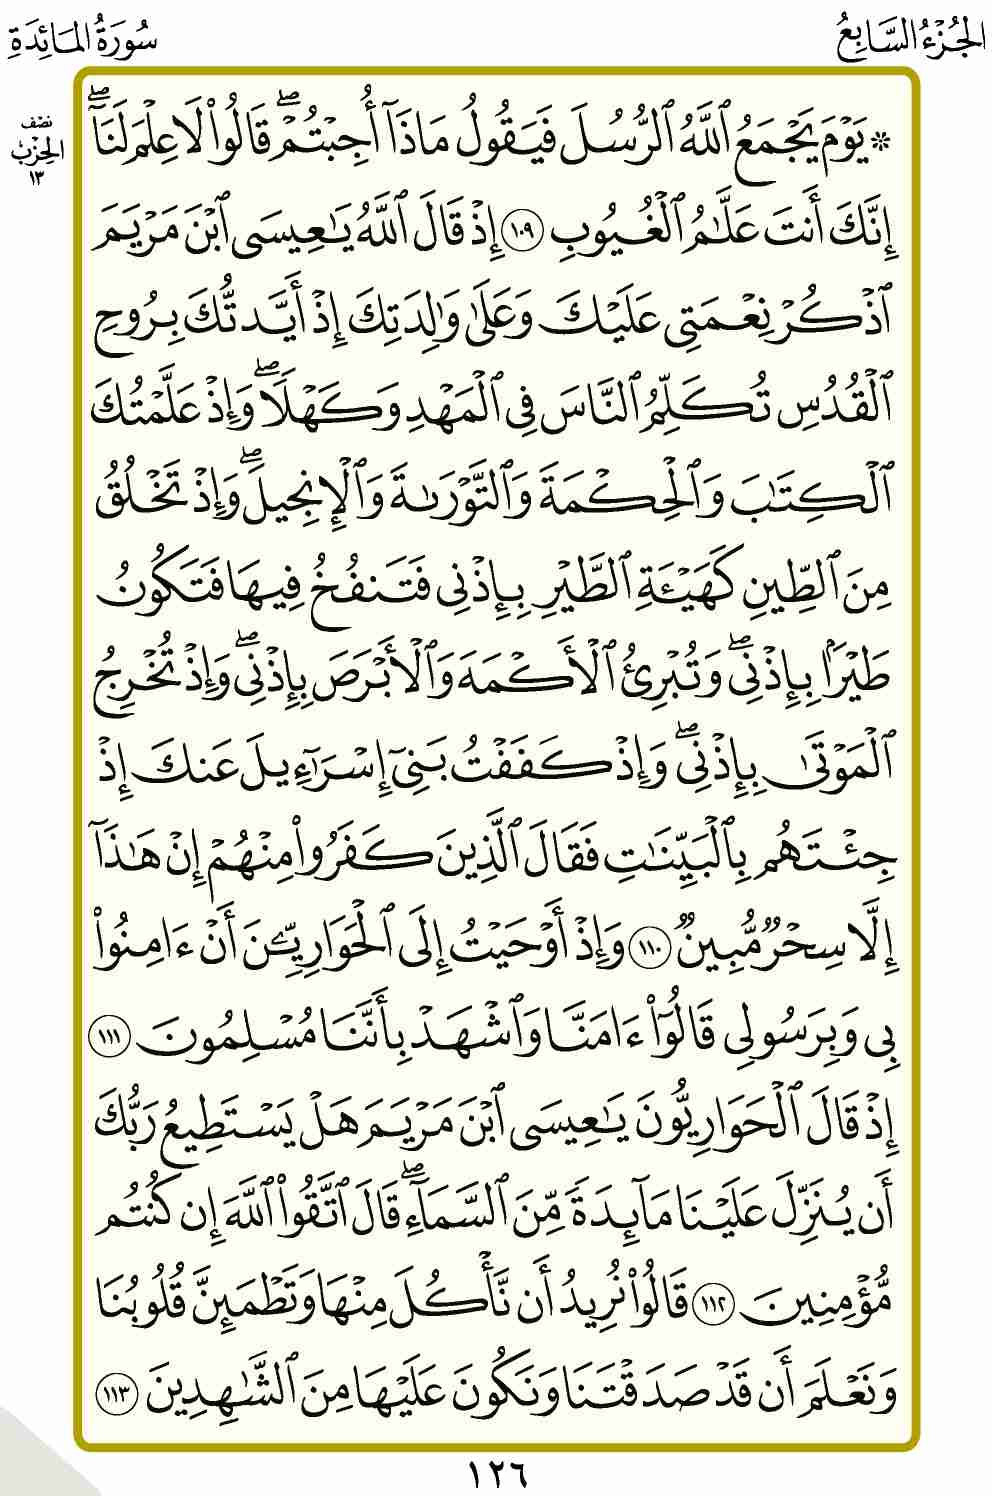 الجُزْءُ السَّابِعُ
سُورَةُ المَائِدَةِ
نصْف
الحِزْب
١٣
۞ يَوْمَ يَجْمَعُ ٱللَّهُ ٱلرُّسُلَ فَيَقُولُ مَاذَآ أُجِبْتُمْۖ قَالُوا۟ لَا عِلْمَ لَنَآۖ
إِنَّكَ أَنتَ عَلَّٰمُ ٱلْغُيُوبِ ١٠٩ إِذْ قَالَ ٱللَّهُ يَٰعِيسَى ٱبْنَ مَرْيَمَ
ٱذْكُرْ نِعْمَتِى عَلَيْكَ وَعَلَىٰ وَٰلِدَتِكَ إِذْ أَيَّدتُّكَ بِرُوحِ
ٱلْقُدُسِ تُكَلِّمُ ٱلنَّاسَ فِى ٱلْمَهْدِ وَكَهْلًاۖ وَإِذْ عَلَّمْتُكَ
ٱلْكِتَٰبَ وَٱلْحِكْمَةَ وَٱلتَّوْرَىٰةَ وَٱلْإِنجِيلَۖ وَإِذْ تَخْلُقُ
مِنَ ٱلطِّينِ كَهَيْـَٔةِ ٱلطَّيْرِ بِإِذْنِى فَتَنفُخُ فِيهَا فَتَكُونُ
طَيْرًۢا بِإِذْنِىۖ وَتُبْرِئُ ٱلْأَكْمَهَ وَٱلْأَبْرَصَ بِإِذْنِىۖ وَإِذْ تُخْرِجُ
ٱلْمَوْتَىٰ بِإِذْنِىۖ وَإِذْ كَفَفْتُ بَنِىٓ إِسْرَٰٓءِيلَ عَنكَ إِذْ
جِئْتَهُم بِٱلْبَيِّنَٰتِ فَقَالَ ٱلَّذِينَ كَفَرُوا۟ مِنْهُمْ إِنْ هَٰذَآ
إِلَّا سِحْرٌ مُّبِينٌ ١١٠ وَإِذْ أَوْحَيْتُ إِلَى ٱلْحَوَارِيِّـۧنَ أَنْ ءَامِنُوا۟
بِى وَبِرَسُولِى قَالُوٓا۟ ءَامَنَّا وَٱشْهَدْ بِأَنَّنَا مُسْلِمُونَ ١١١
إِذْ قَالَ ٱلْحَوَارِيُّونَ يَٰعِيسَى ٱبْنَ مَرْيَمَ هَلْ يَسْتَطِيعُ رَبُّكَ
أَن يُنَزِّلَ عَلَيْنَا مَآئِدَةً مِّنَ ٱلسَّمَآءِۖ قَالَ ٱتَّقُوا۟ ٱللَّهَ إِن كُنتُم
مُّؤْمِنِينَ ١١٢ قَالُوا۟ نُرِيدُ أَن نَّأْكُلَ مِنْهَا وَتَطْمَئِنَّ قُلُوبُنَا
وَنَعْلَمَ أَن قَدْ صَدَقْتَنَا وَنَكُونَ عَلَيْهَا مِنَ ٱلشَّٰهِدِينَ ١١٣
١٢٦